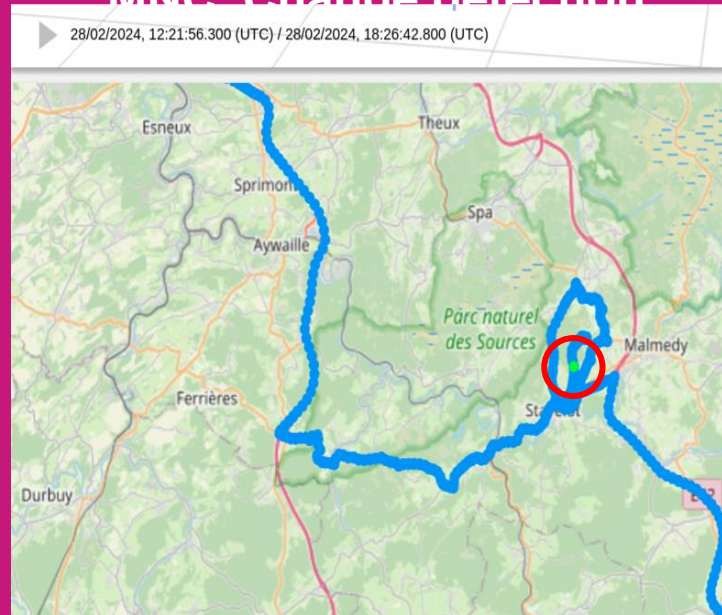 28/02/2024, 12:21:56.300 (UTC) / 28/02/2024, 18:26:42.800 (UTC)
Esneux
Theux
Sprimont
Spa
Aywaille
Parc naturel
des Sources
Malmedy
Ferrières
Durbuy